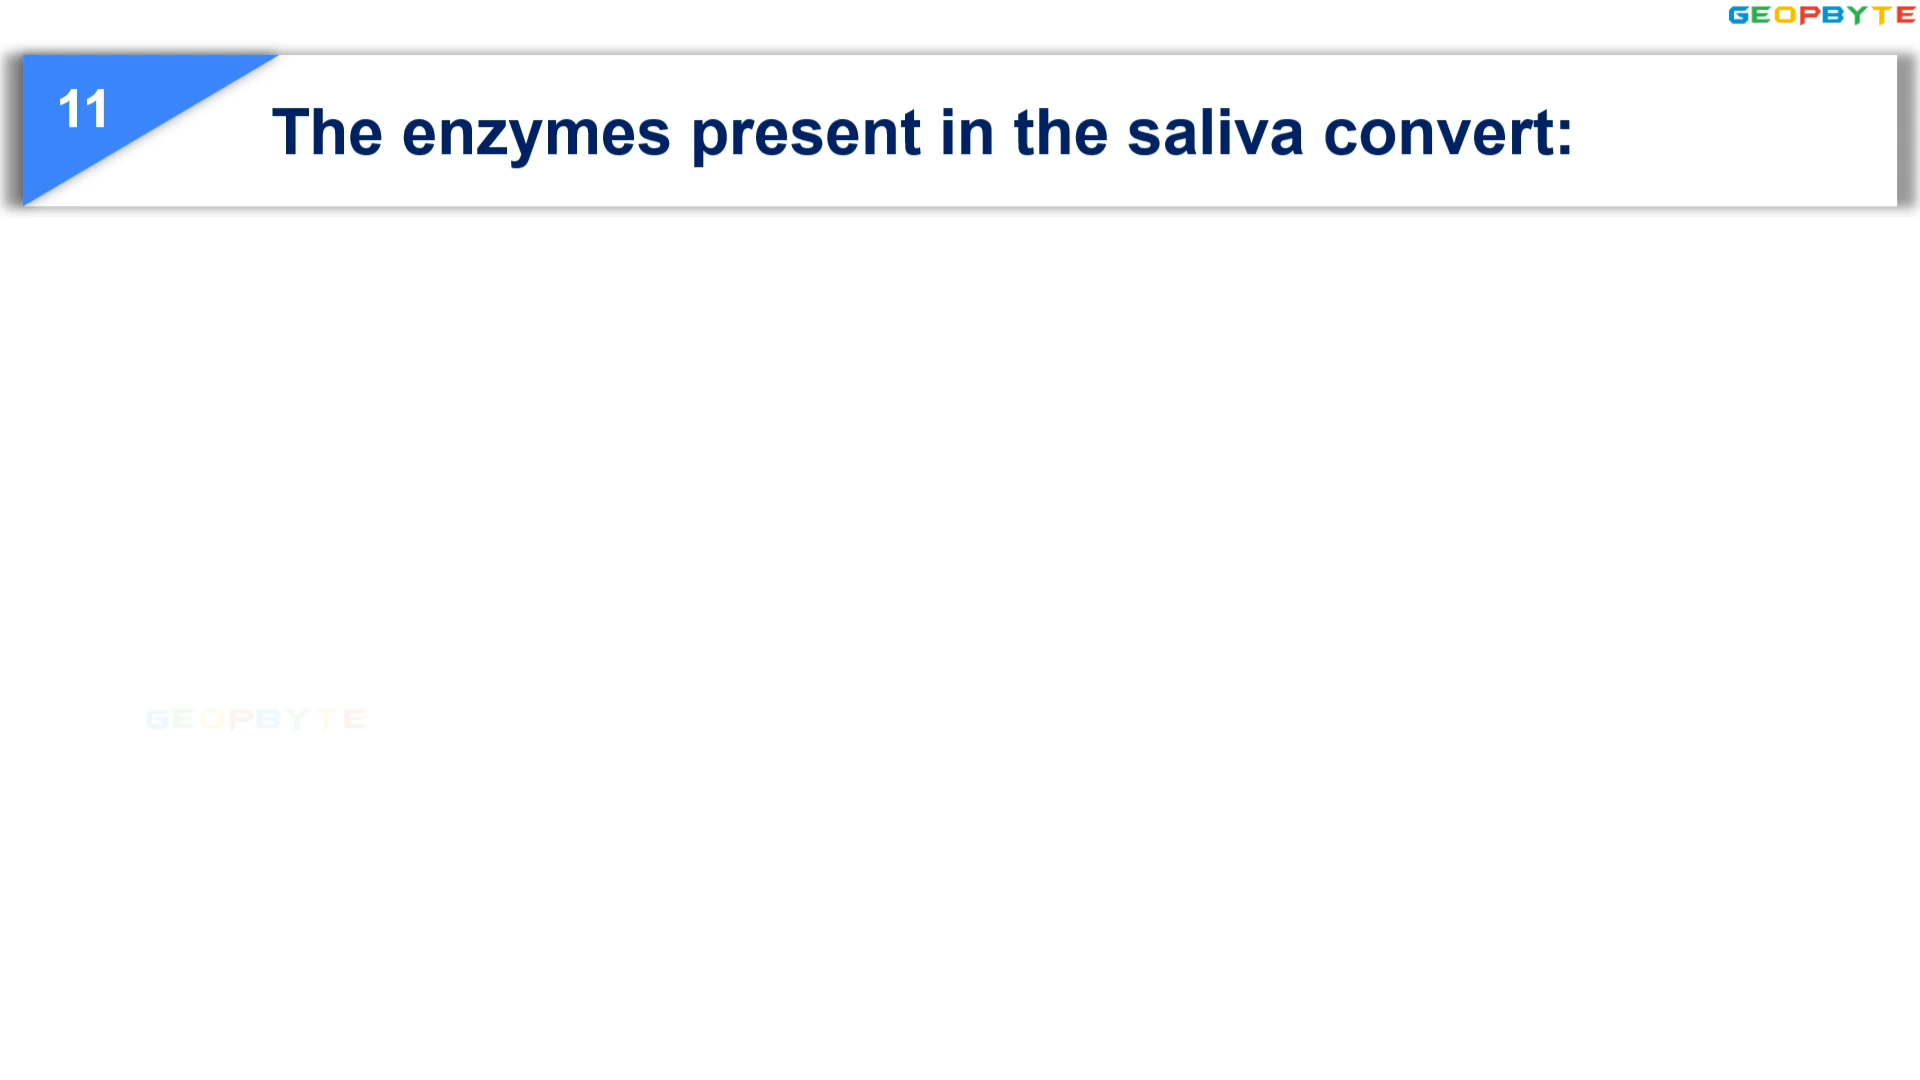 GEOPBYTE
11
The enzymes present in the saliva convert:
GEOPBYTE